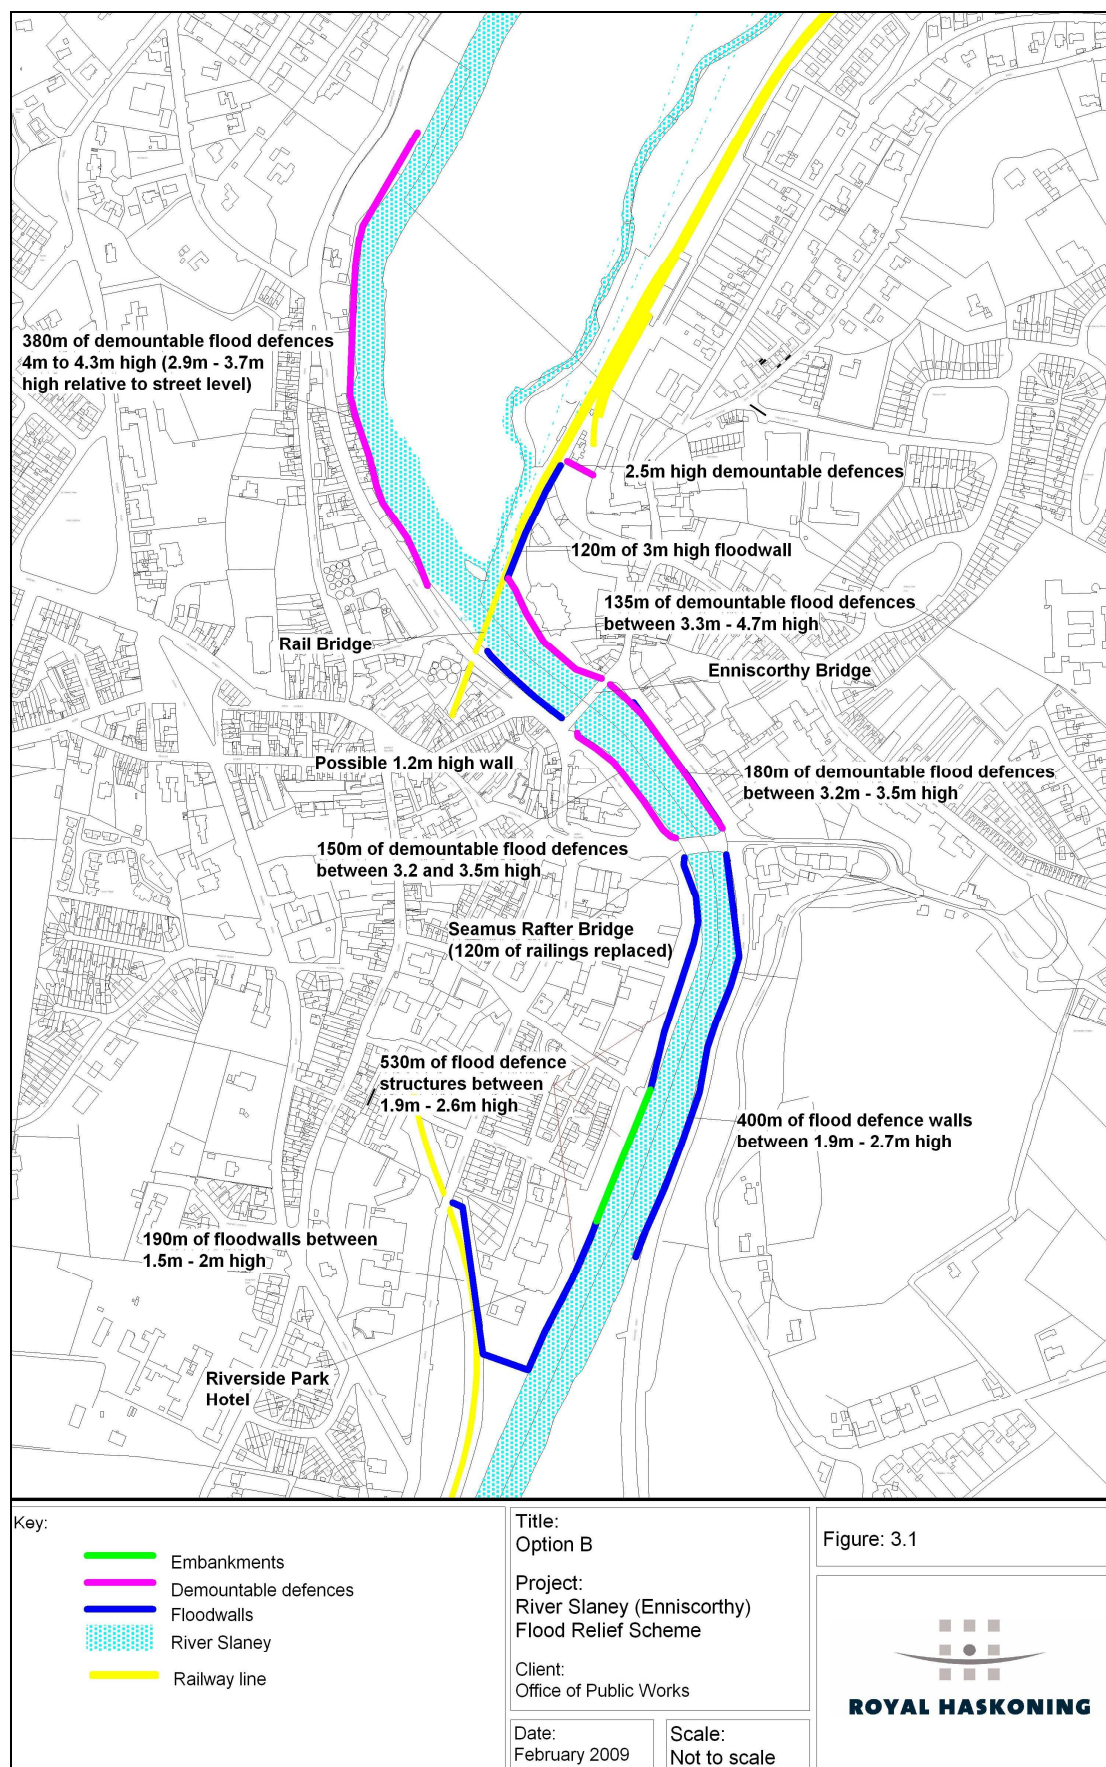 380m of demountable flood defences
4m to 4.3m high (2.9m - 3.7m
high relative to street level)
2.5m high demountable defences
120m of 3m high floodwall
135m of demountable flood defences
between 3.3m - 4.7m high
Rail Bridge
Enniscorthy Bridge
Possible 1.2m high wall
180m of demountable flood defences
between 3.2m - 3.5m high
150m of demountable flood defences
between 3.2 and 3.5m high
Seamus Rafter Bridge
(120m of railings replaced)
530m of flood defence
structures between
1.9m - 2.6m high
400m of flood defence walls
between 1.9m - 2.7m high
190m of floodwalls between
1.5m - 2m high
Riverside Park
Hotel
Key:
Embankments
Demountable defences
Floodwalls
River Slaney
Railway line
Title:
Option B
Project:
River Slaney (Enniscorthy)
Flood Relief Scheme
Client:
Office of Public Works
Date:
February 2009
Scale:
Not to scale
Figure: 3.1
ROYAL HASKONING